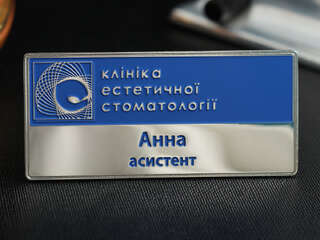 клініка
естетичної
стоматології
Анна
асистент